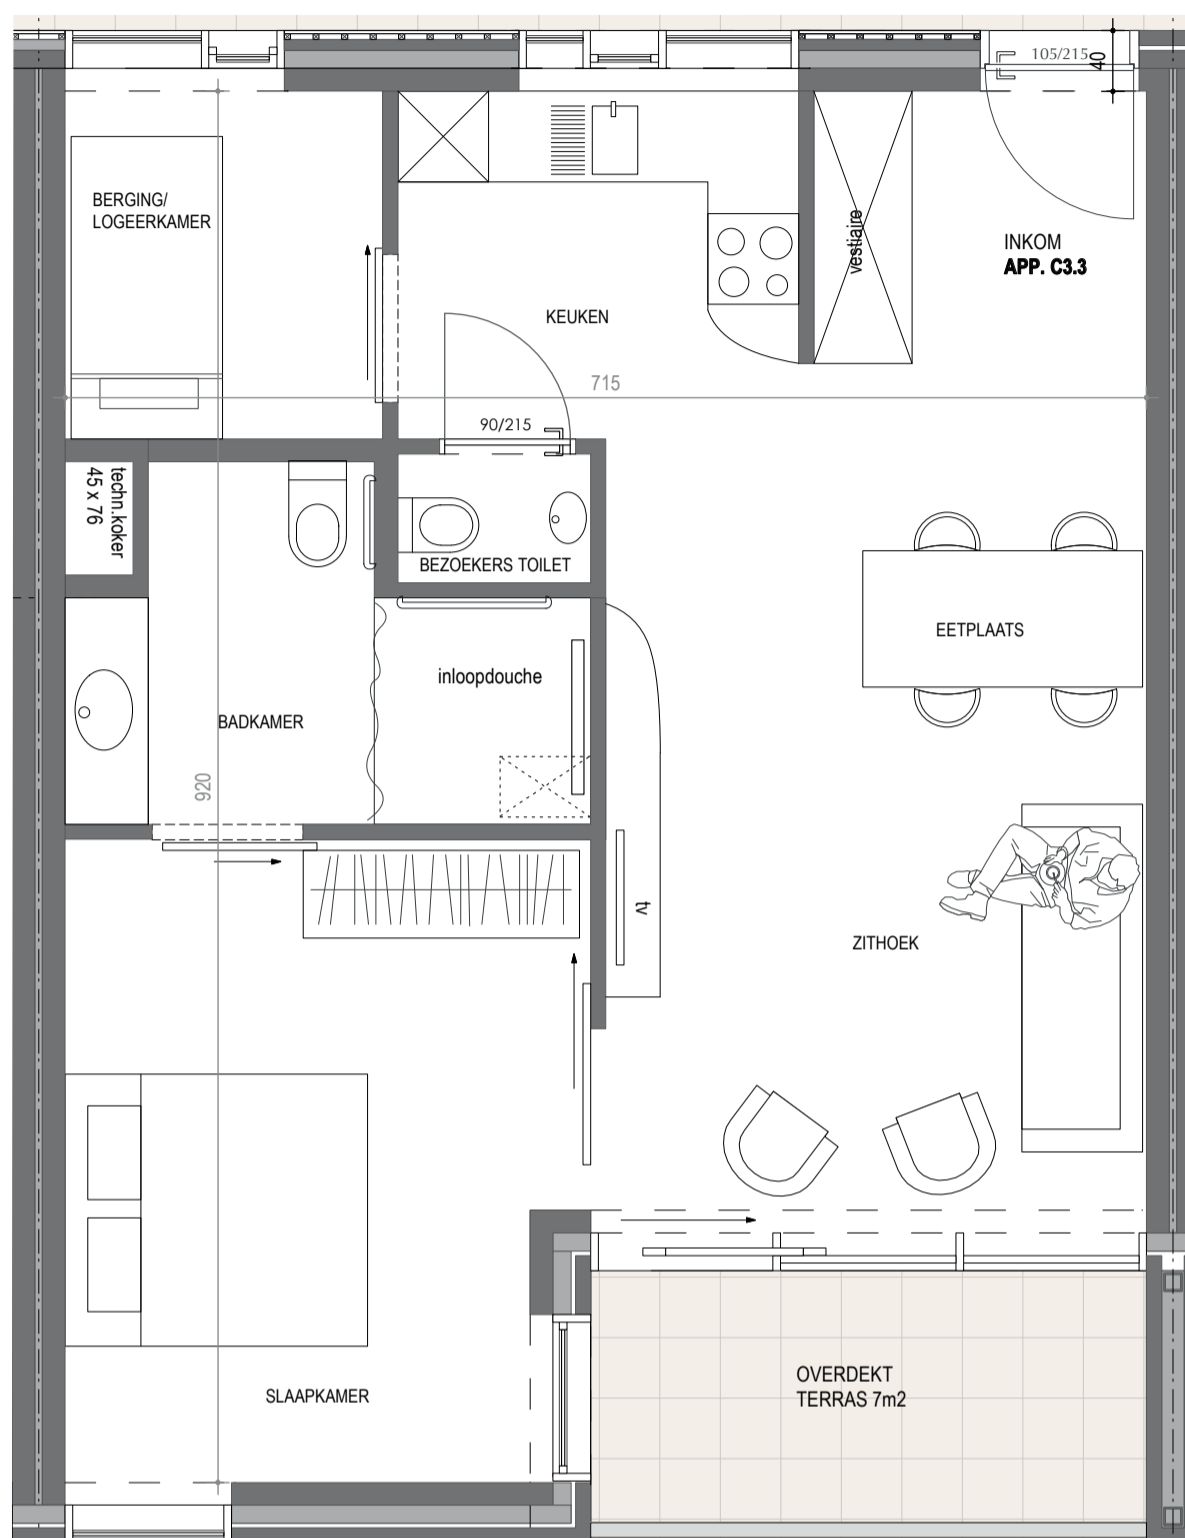 105/215
40
BERGING/
LOGEERKAMER
vestiaire
INKOM
APP. C3.3
KEUKEN
715
90/215
techn.koker
45 x 76
BEZOEKERS TOILET
EETPLAATS
inloopdouche
BADKAMER
920
tv
ZITHOEK
OVERDEKT
TERRAS 7m2
SLAAPKAMER